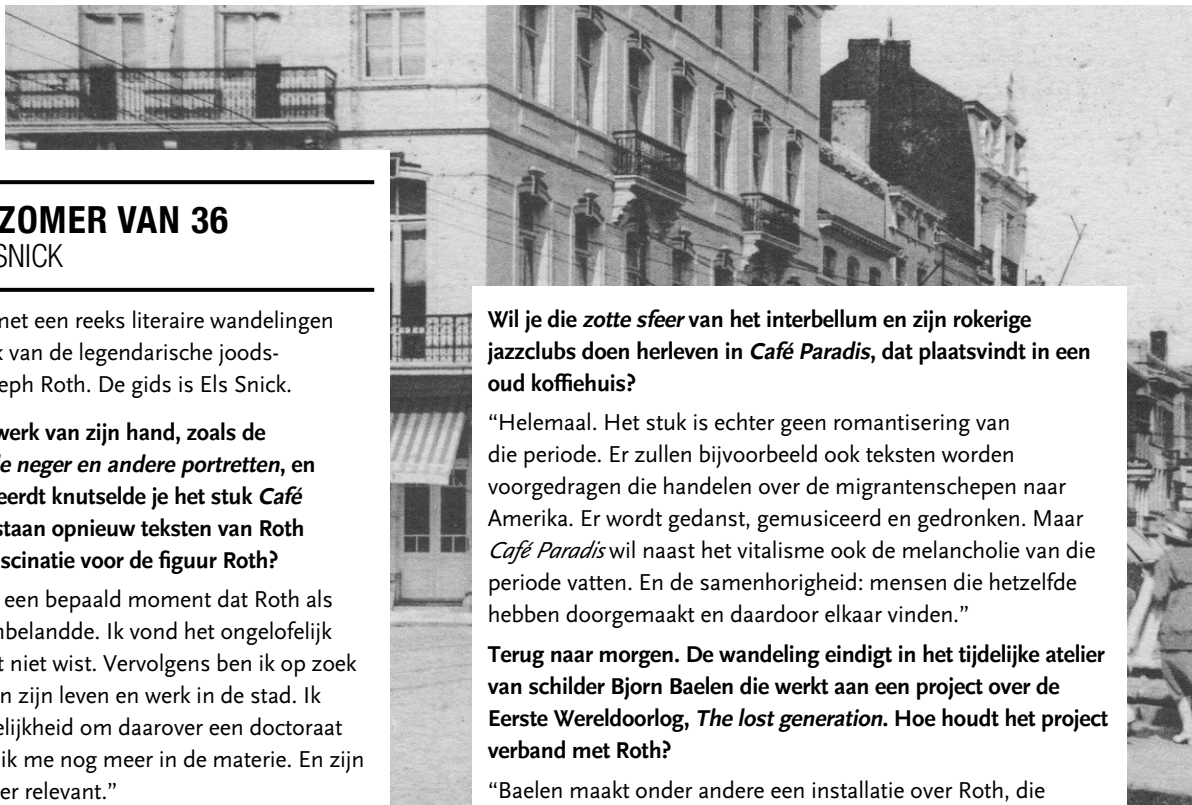 ZOMER VAN 36
SNICK
met een reeks literaire wandelingen
van de legendarische joods-
eph Roth. De gids is Els Snick.
werk van zijn hand, zoals de
neger en andere portretten, en
eerdt knutselde je het stuk Café
staan opnieuw teksten van Roth
scinatie voor de figuur Roth?
een bepaald moment dat Roth als
nbelandde. Ik vond het ongelofelijk
t niet wist. Vervolgens ben ik op zoek
n zijn leven en werk in de stad. Ik
elijkheid om daarover een doctoraat
ik me nog meer in de materie. En zijn
er relevant.”
Wil je die zotte sfeer van het interbellum en zijn rokerige
jazzclubs doen herleven in Café Paradis, dat plaatsvindt in een
oud koffiehuis?
“Helemaal. Het stuk is echter geen romantisering van
die periode. Er zullen bijvoorbeeld ook teksten worden
voorgedragen die handelen over de migrantenschepen naar
Amerika. Er wordt gedanst, gemusiceerd en gedronken. Maar
Café Paradis wil naast het vitalisme ook de melancholie van die
periode vatten. En de samenhorigheid: mensen die hetzelfde
hebben doorgemaakt en daardoor elkaar vinden.”
Terug naar morgen. De wandeling eindigt in het tijdelijke atelier
van schilder Bjorn Baelen die werkt aan een project over de
Eerste Wereldoorlog, The lost generation. Hoe houdt het project
verband met Roth?
“Baelen maakt onder andere een installatie over Roth, die